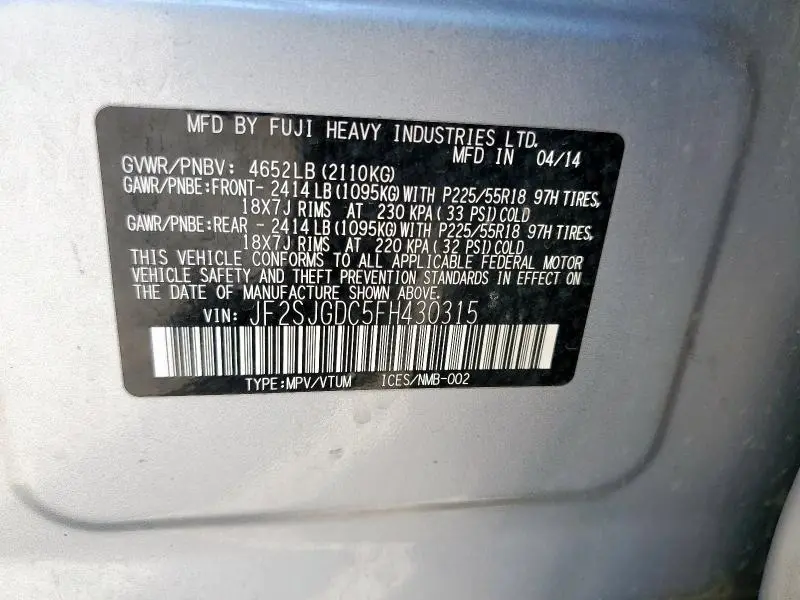 MFD BY FUJI HEAVY INDUSTRIES LTD.
MFD IN 04/14
GVWR/PNBV: 4652LB(2110KG)
GAWR/PNBE:FRONT- 2414LB(1095KG)WITH P225/55R18 97H TIRES,
18X7J RIMS AT 230 KPA( 33 PSI)COLD
GAWR/PNBE:REAR - 2414LB(1095KG)WITH P225/55R18 97H TIRES,
18X7J RIMS AT 220 KPA( 32 PSI)COLD
THIS VEHICLE CONFORMS TO ALL APPLICABLE FEDERAL MOTOR
VEHICLE SAFETY AND THEFT PREVENTION STANDARDS IN EFFECT ON
THE DATE OF MANUFACTURE SHOWN ABOVE.
VIN: JF2SJGDC5FH430315
TYPE:MPV/VTUM ICES/NMB-002